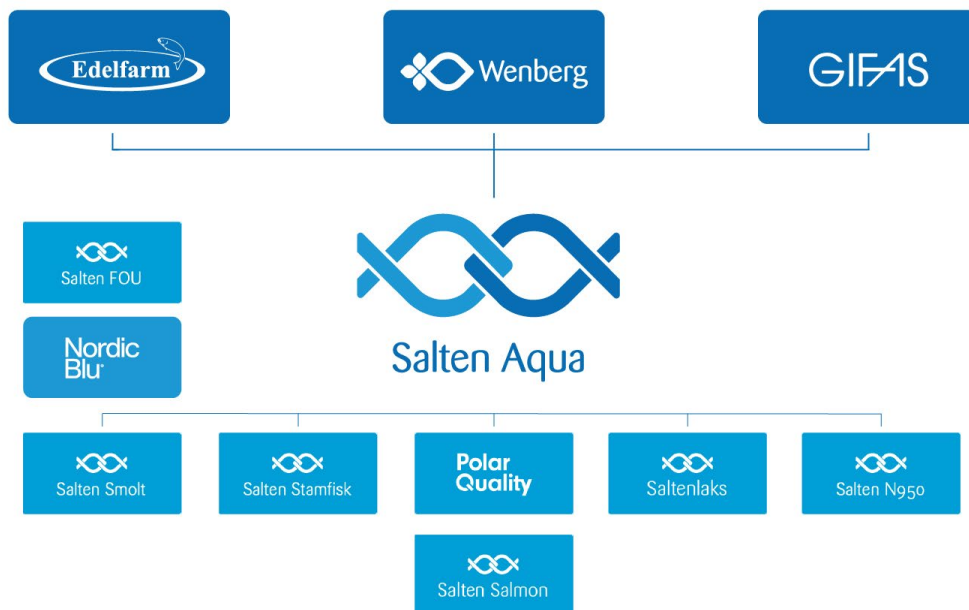 Edelfarm
Wenberg
GIFAS
Salten FOU
Nordic
Blu
Salten Aqua
Salten Smolt
Salten Stamfisk
Polar
Quality
Saltenlaks
Salten N950
Salten Salmon